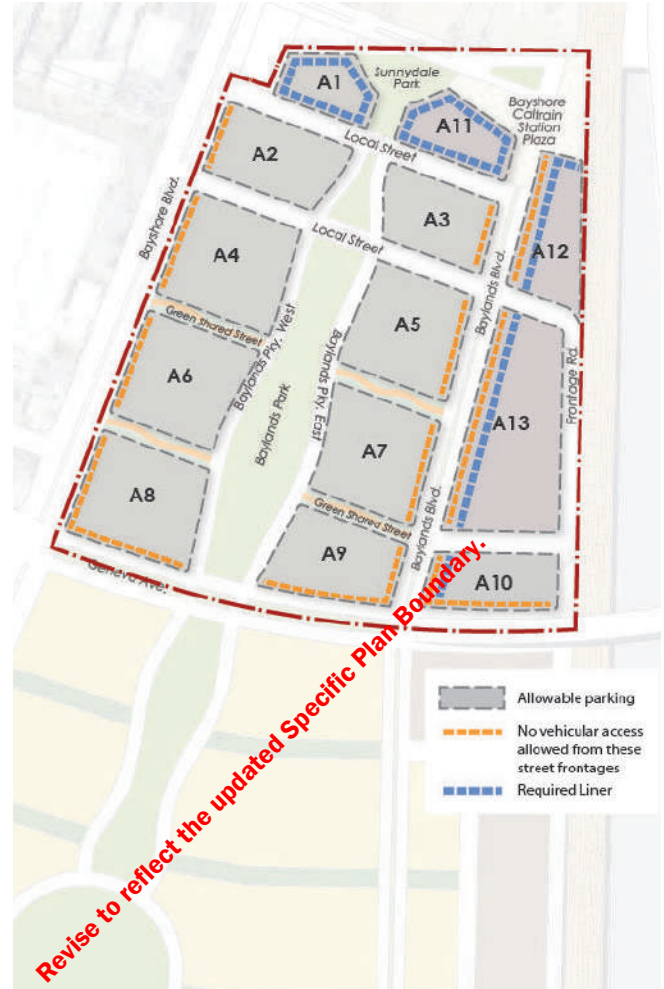 A1
Sunnydale
Park
A11
Bayshore
Caltrain
Station
Plaza
A2
Local Street
A3
A12
Bayshore Blvd.
A4
Local Street
Baylands Blvd.
Green Shared Street
Baylands Pky. West
Baylands Pky. East
A5
Frontage Rd.
A6
Baylands Park
A7
A13
A8
Green Shared Street
A9
Baylands Blvd.
A10
Geneva Ave.
Revise to reflect the updated Specific Plan Boundary.
Allowable parking
No vehicular access
allowed from these
street frontages
Required Liner